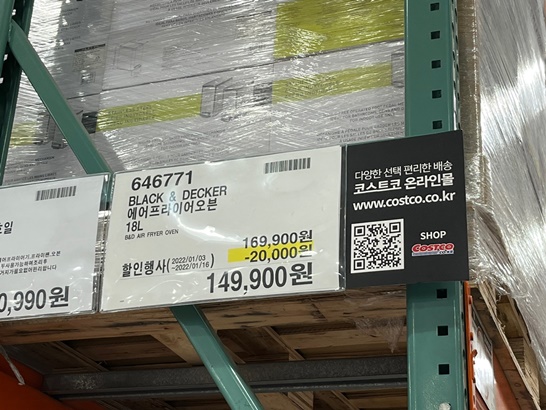 646771
BLACK & DECKER
에어프라이어오븐
18L
B&D AIR FRYER OVEN
169,900원
-20,000원
할인행사 (2022/01/03 ~2022/01/16)
149,900원
다양한 선택 편리한 배송
코스트코 온라인몰
www.costco.co.kr
SHOP
COSTCO
0,990원